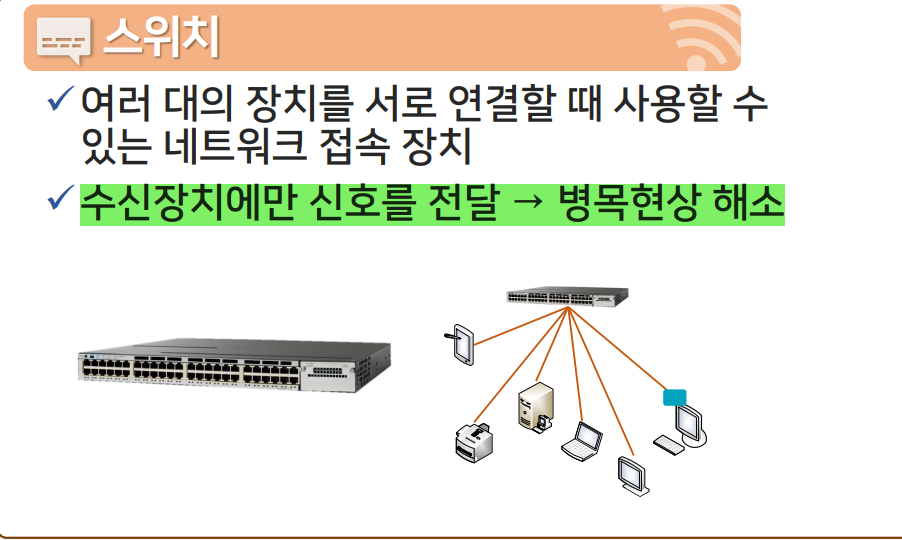 스위치
✓ 여러 대의 장치를 서로 연결할 때 사용할 수
있는 네트워크 접속 장치
✓ 수신장치에만 신호를 전달 → 병목현상 해소